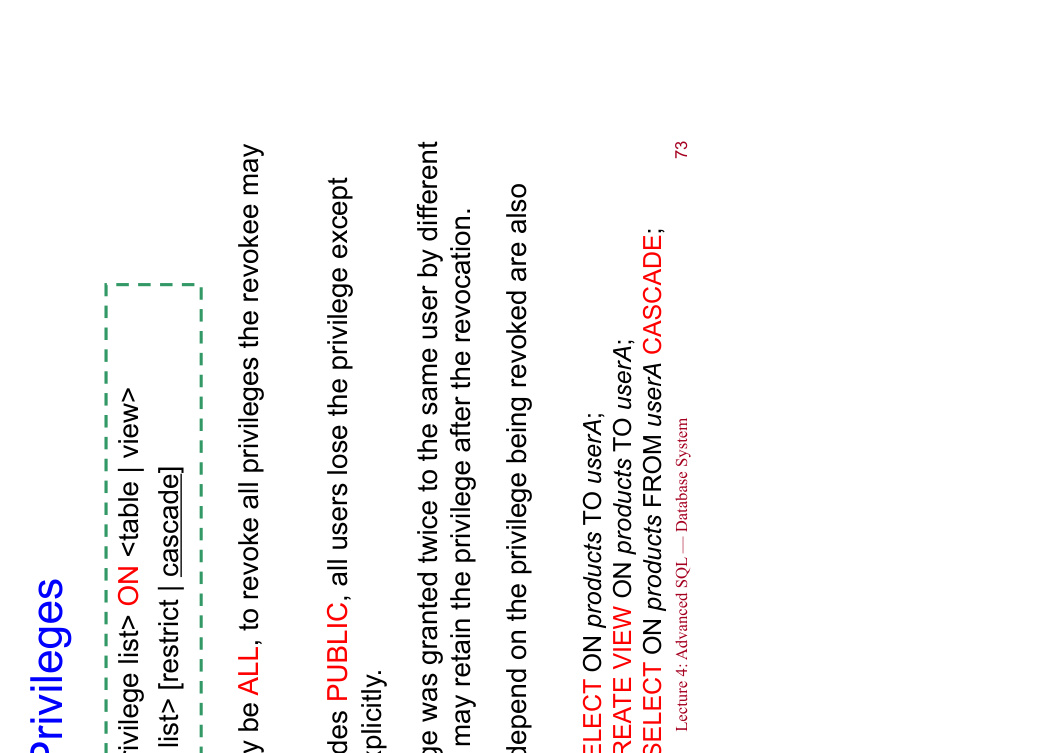 Privileges
ivilege list> ON <table | view>
list> [restrict | cascade]
y be ALL, to revoke all privileges the revokee may
des PUBLIC, all users lose the privilege except
plicitly.
ge was granted twice to the same user by different
may retain the privilege after the revocation.
depend on the privilege being revoked are also
ELECT ON products TO userA;
REATE VIEW ON products TO userA;
SELECT ON products FROM userA CASCADE;
Lecture 4: Advanced SQL — Database System 73